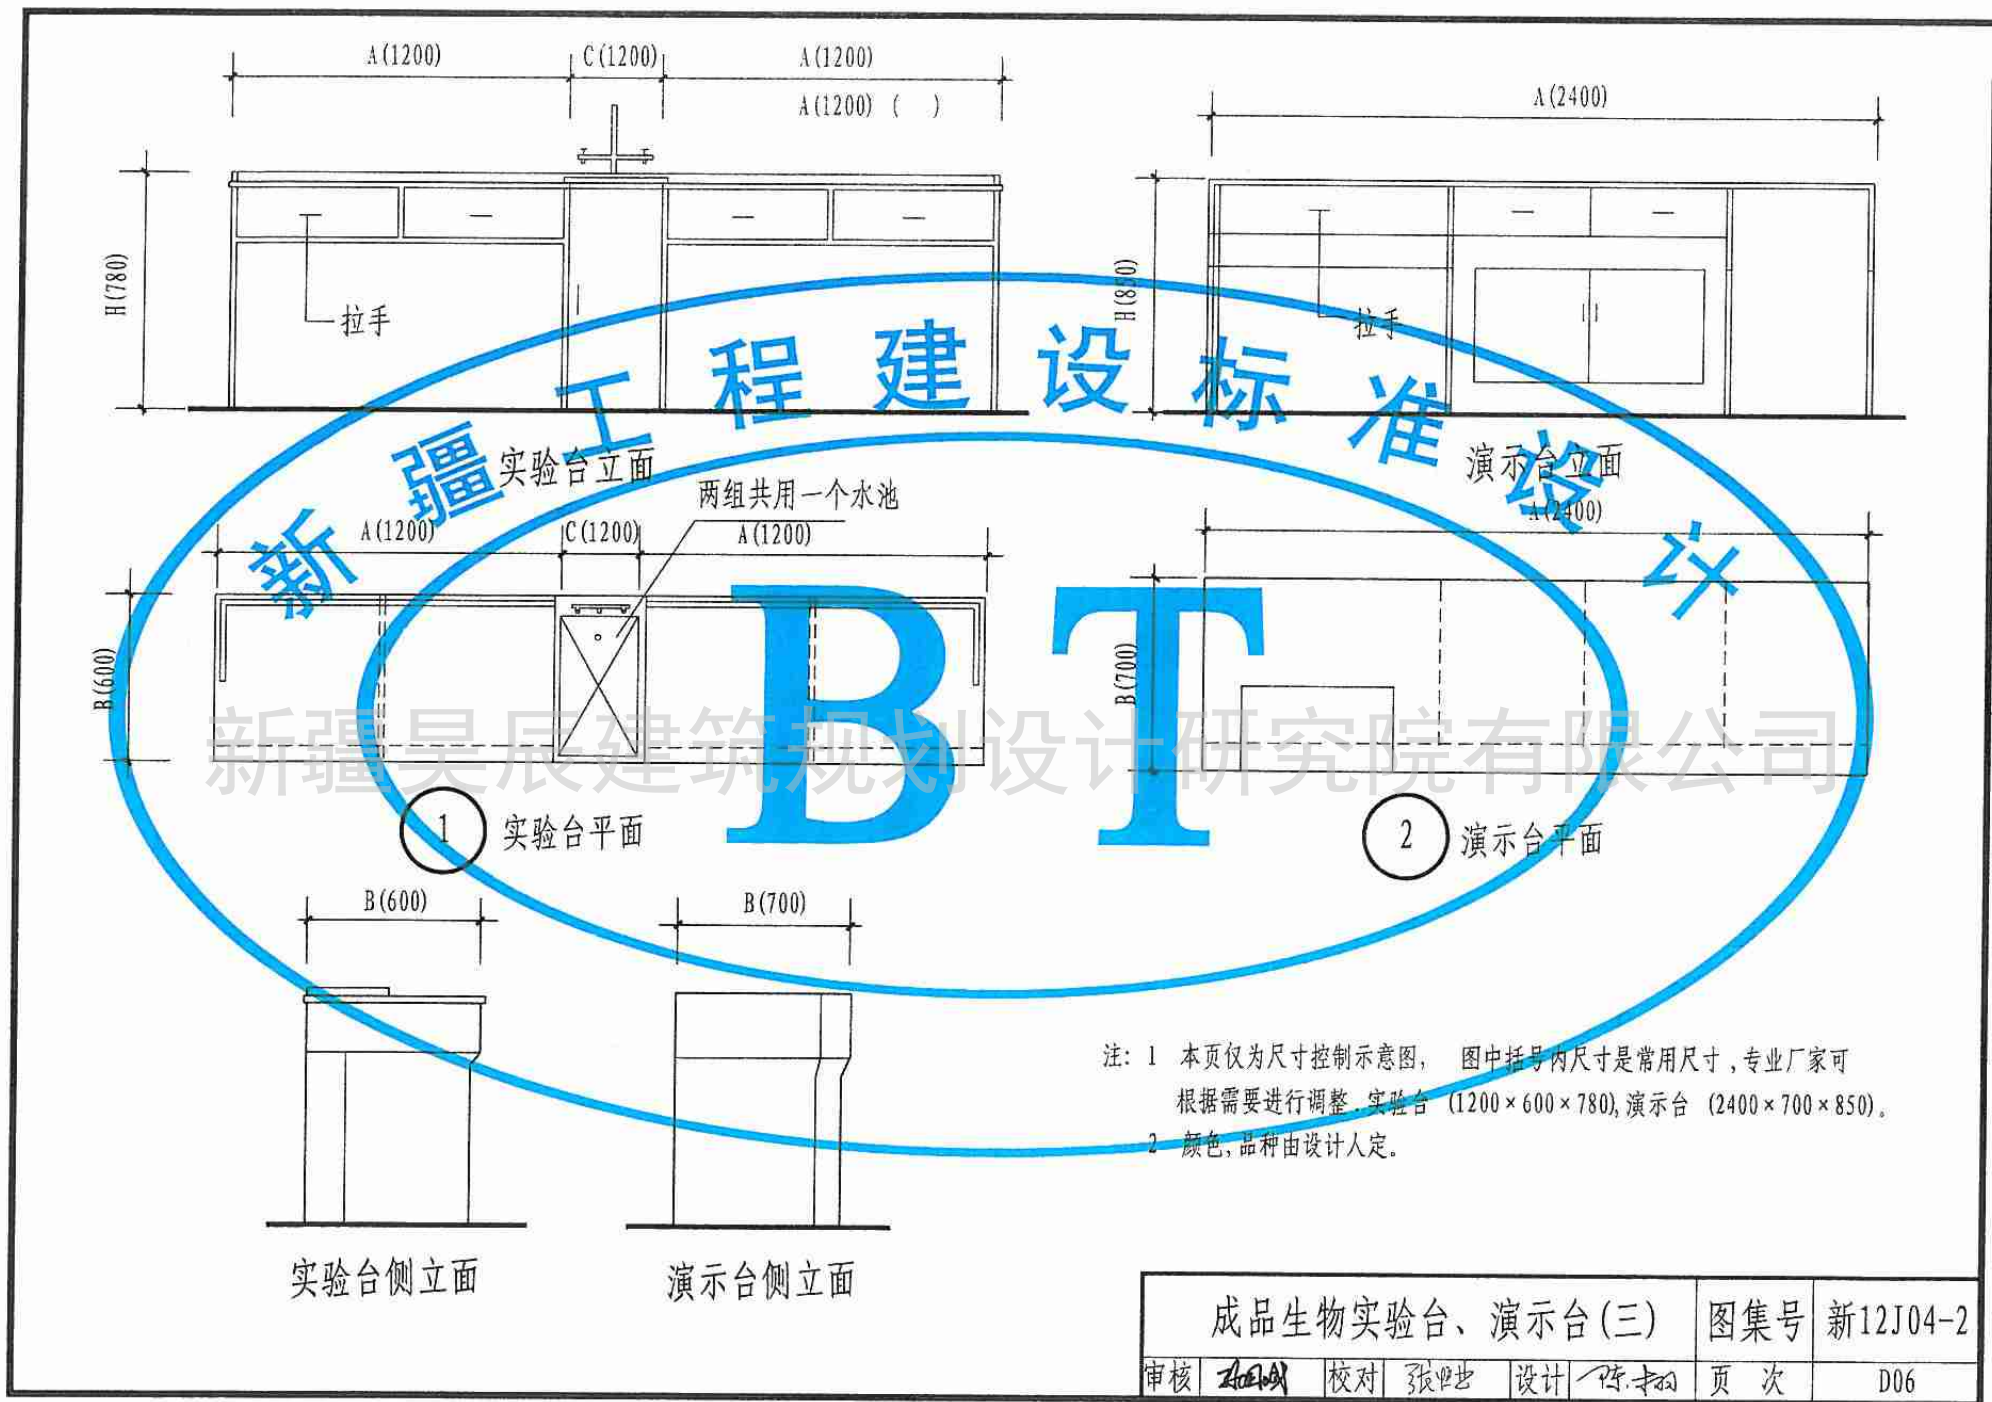 A(1200) C(1200) A(1200)
A(1200) ( )
H(780)
拉手
实验台立面
A(2400)
H(850)
拉手
演示台立面
两组共用一个水池
A(1200) C(1200) A(1200)
B(600)
1 实验台平面
A(2400)
B(700)
2 演示台平面
B(600)
实验台侧立面
B(700)
演示台侧立面
新疆工程建设标准设计
BT
新疆昊辰建筑规划设计研究院有限公司
注: 1 本页仅为尺寸控制示意图, 图中括号内尺寸是常用尺寸,专业厂家可
根据需要进行调整.实验台 (1200×600×780),演示台 (2400×700×850)。
2 颜色,品种由设计人定。
成品生物实验台、演示台(三) 图集号 新12J04-2
审核 校对 设计 页次 D06